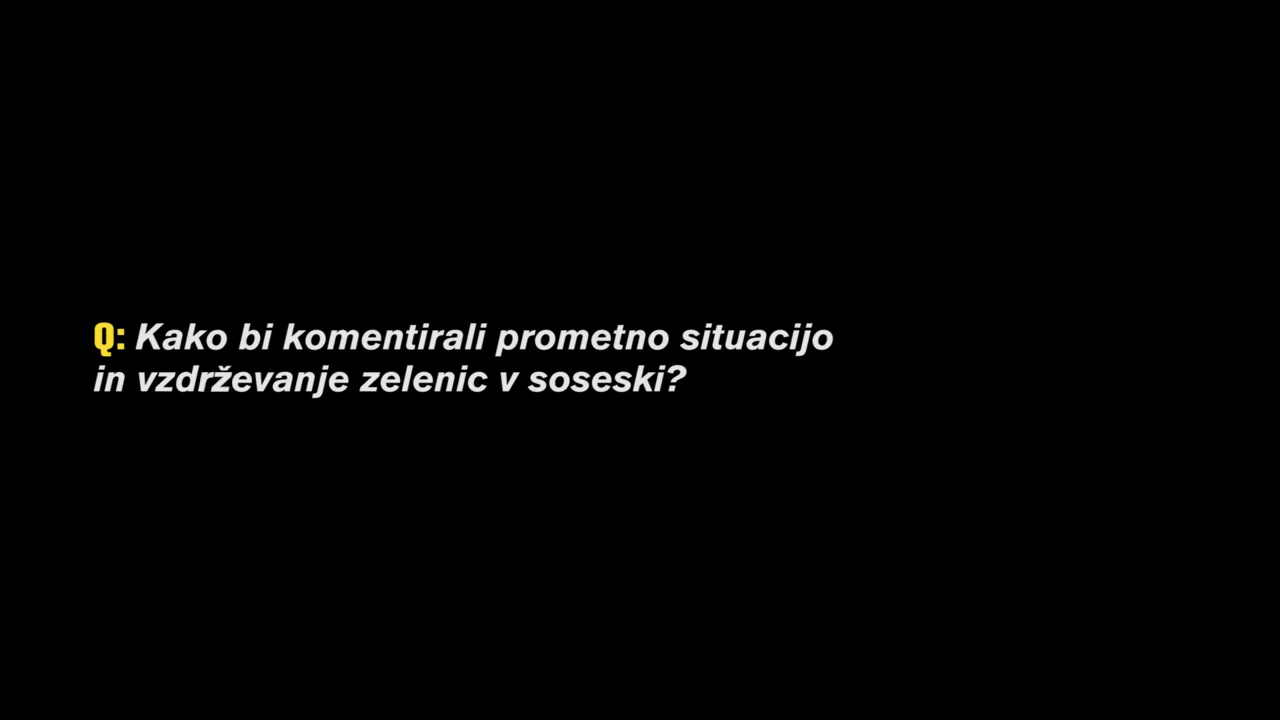 Q: Kako bi komentirali prometno situacijo
in vzdrževanje zelenic v soseski?